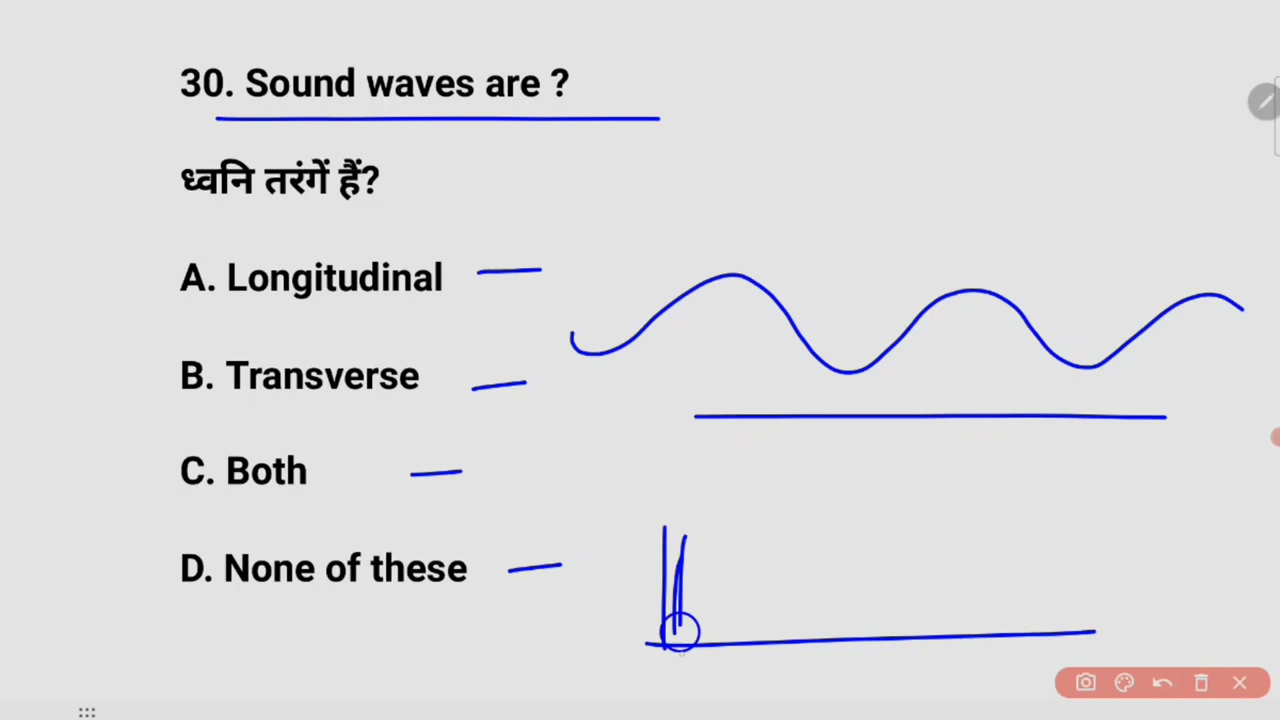 30. Sound waves are ?
ध्वनि तरंगें हैं?
A. Longitudinal
B. Transverse
C. Both
D. None of these